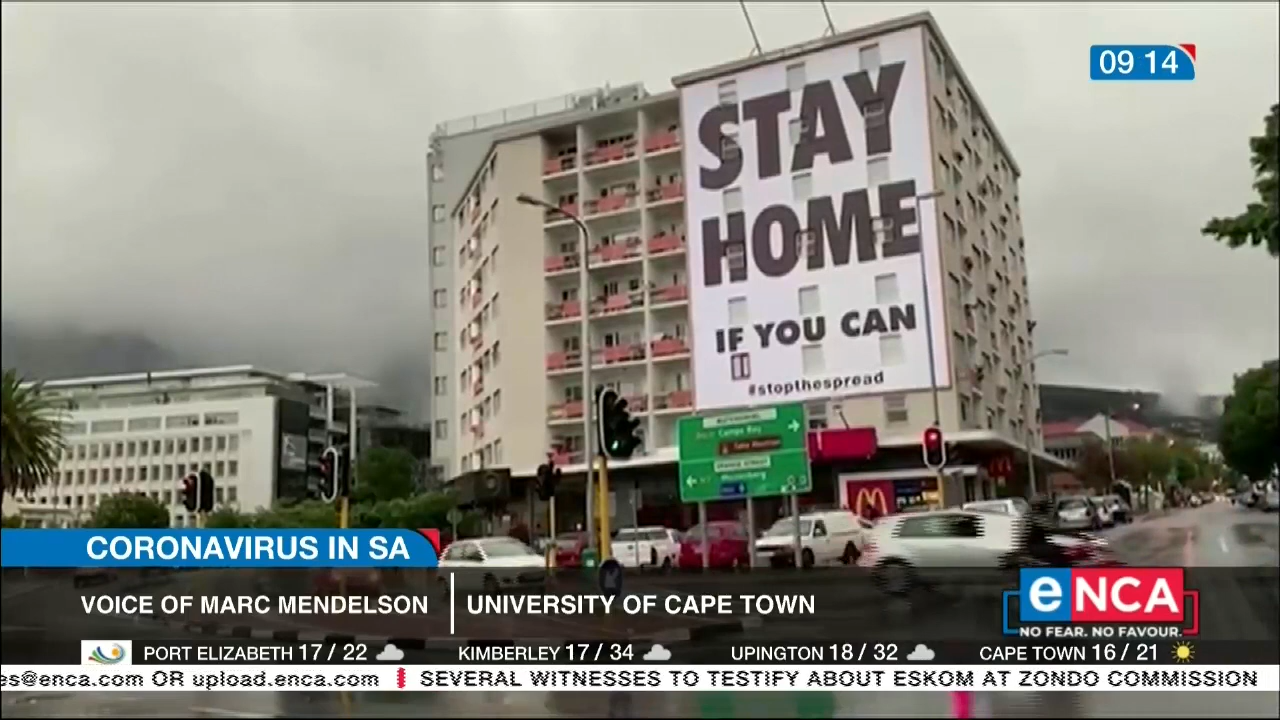 09 14
STAY
HOME
IF YOU CAN
#stopthespread
CORONAVIRUS IN SA
VOICE OF MARC MENDELSON
UNIVERSITY OF CAPE TOWN
eNCA
NO FEAR. NO FAVOUR.
PORT ELIZABETH 17 / 22 KIMBERLEY 17 / 34 UPINGTON 18 / 32 CAPE TOWN 16 / 21
es@enca.com OR upload.enca.com SEVERAL WITNESSES TO TESTIFY ABOUT ESKOM AT ZONDO COMMISSION